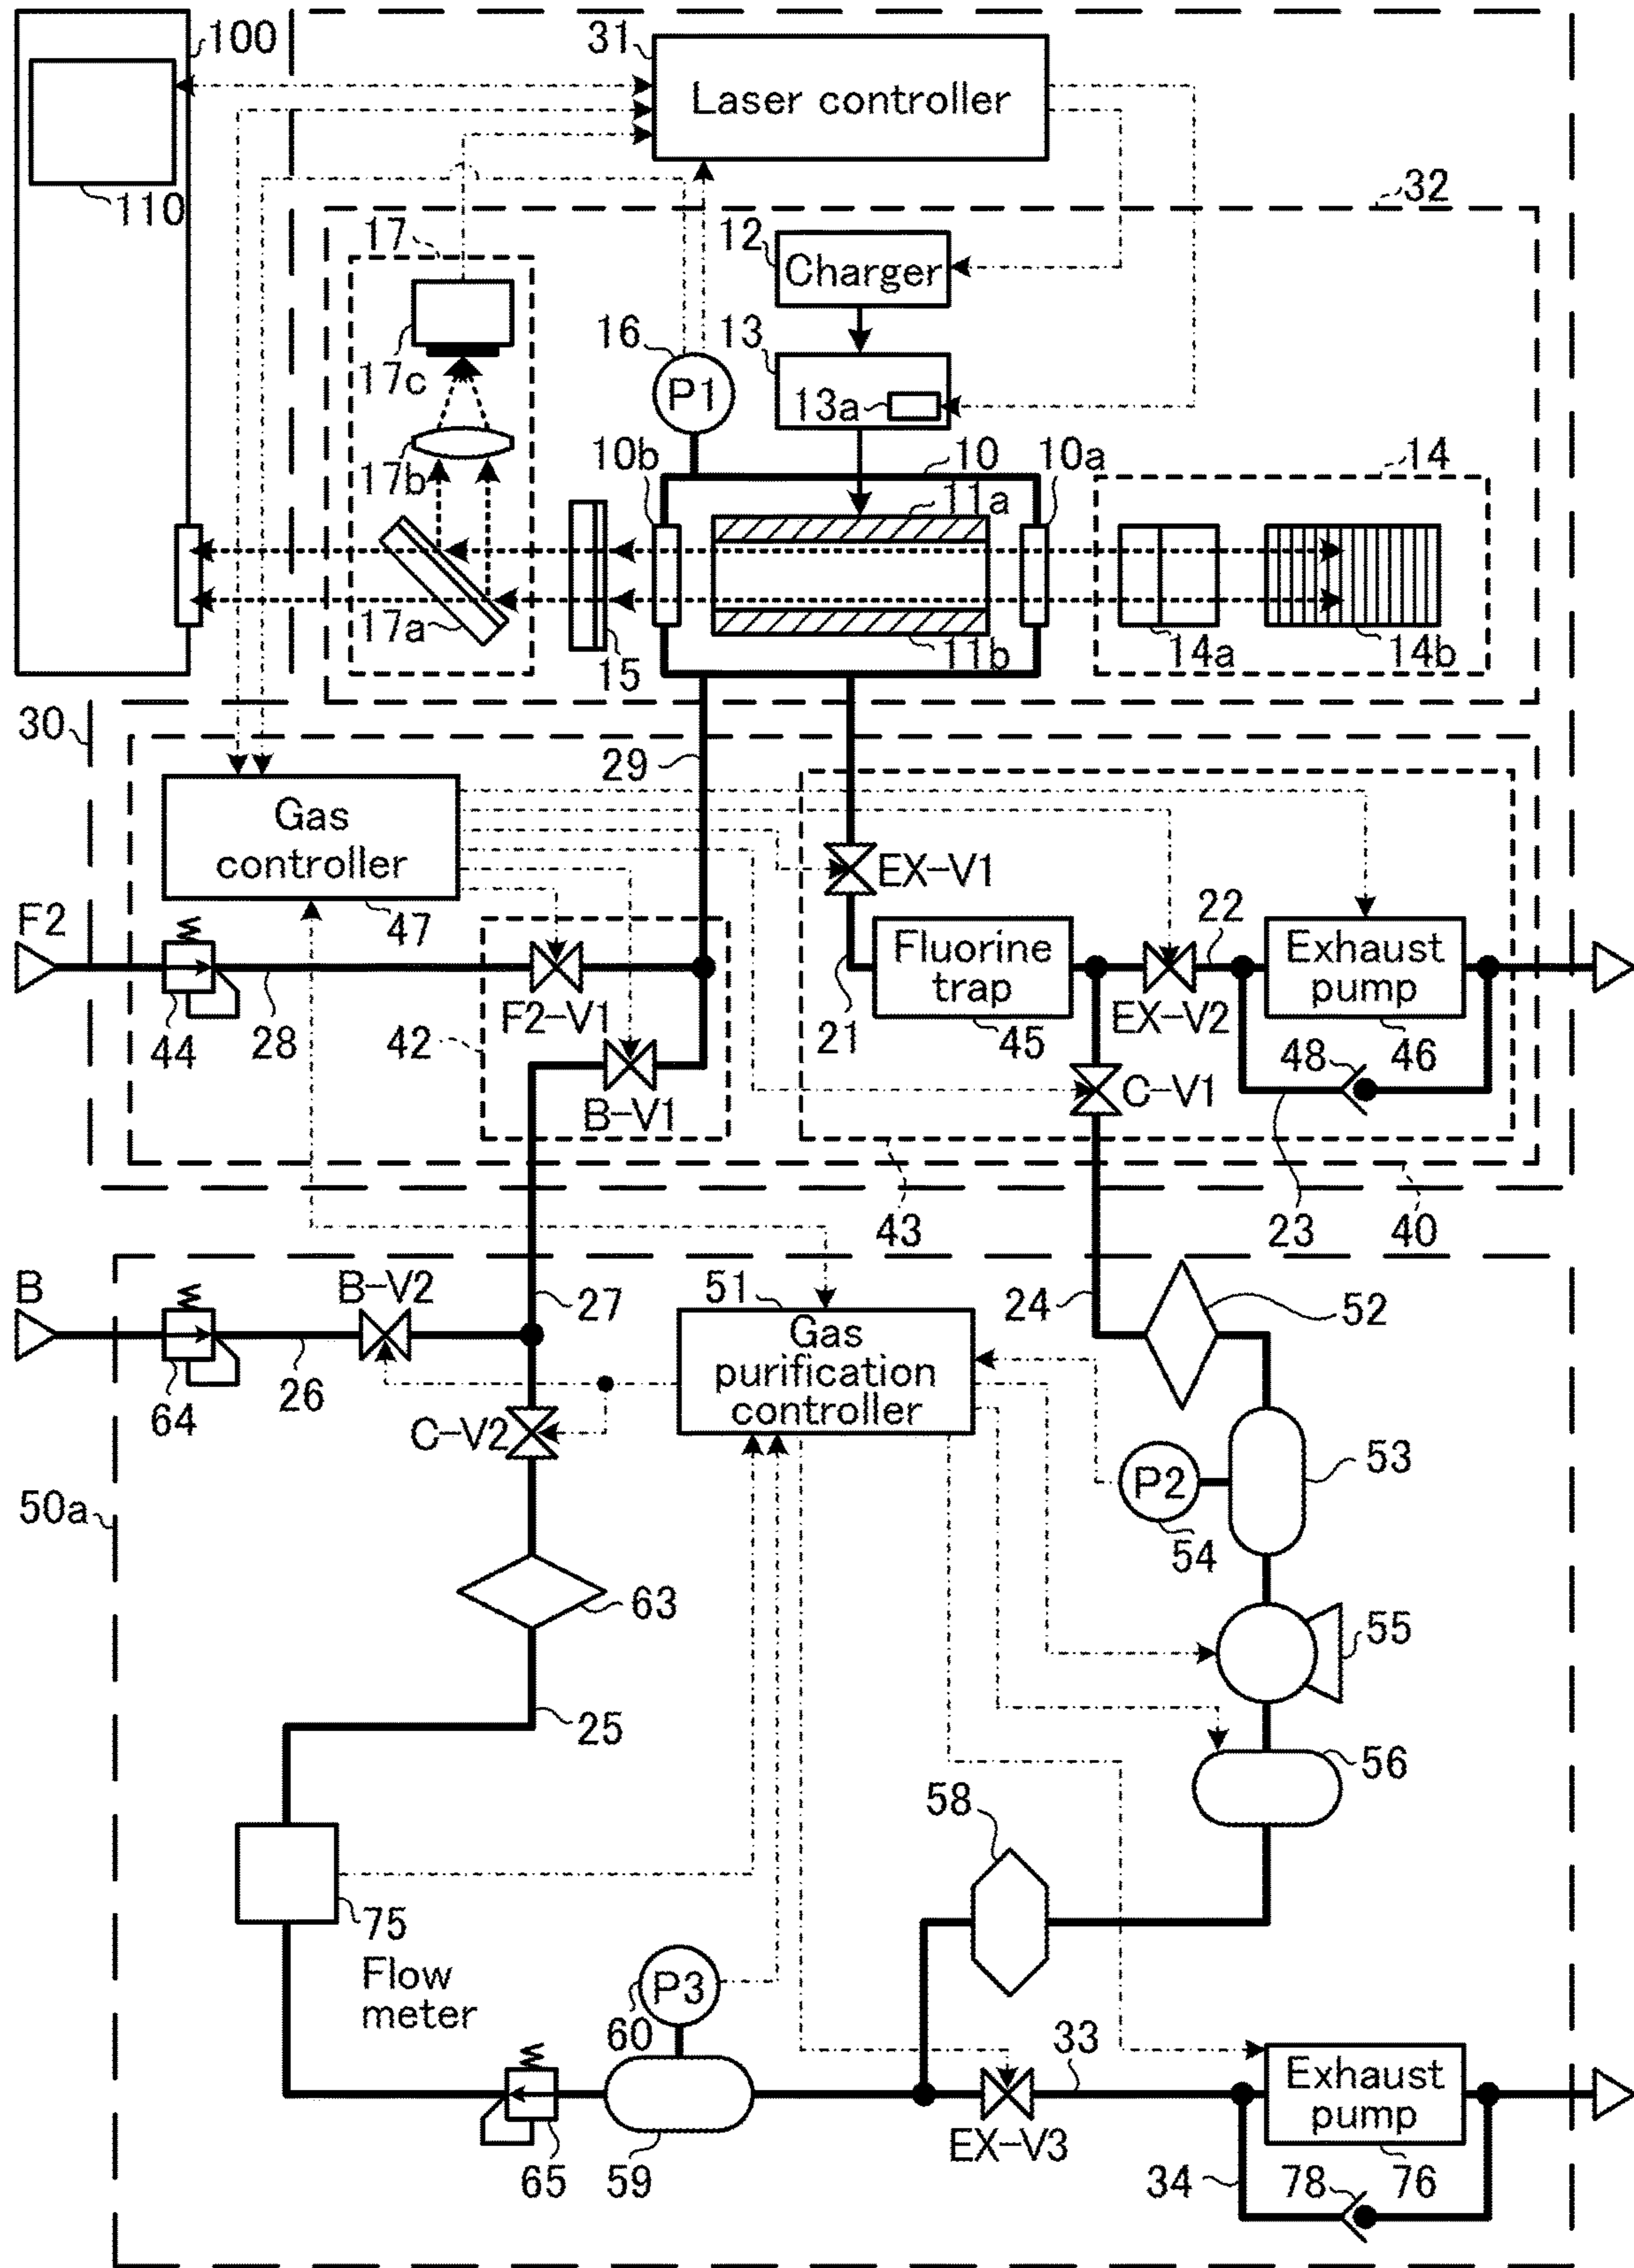 100
31
Laser controller
110
32
17
12
Charger
16
13
17c
P1
13a
10b
10
10a
14
17b
11a
17a
15
11b
14a
14b
30
29
Gas
controller
EX-V1
F2
47
22
Fluorine
trap
Exhaust
pump
44
28
F2-V1
42
21
45
EX-V2
48
46
B-V1
C-V1
43
23
40
B
B-V2
27
51
24
52
Gas
purification
controller
64
26
C-V2
53
P2
50a
54
63
55
25
56
58
75
Flow
meter
P3
60
33
Exhaust
pump
65
59
EX-V3
34
78
76